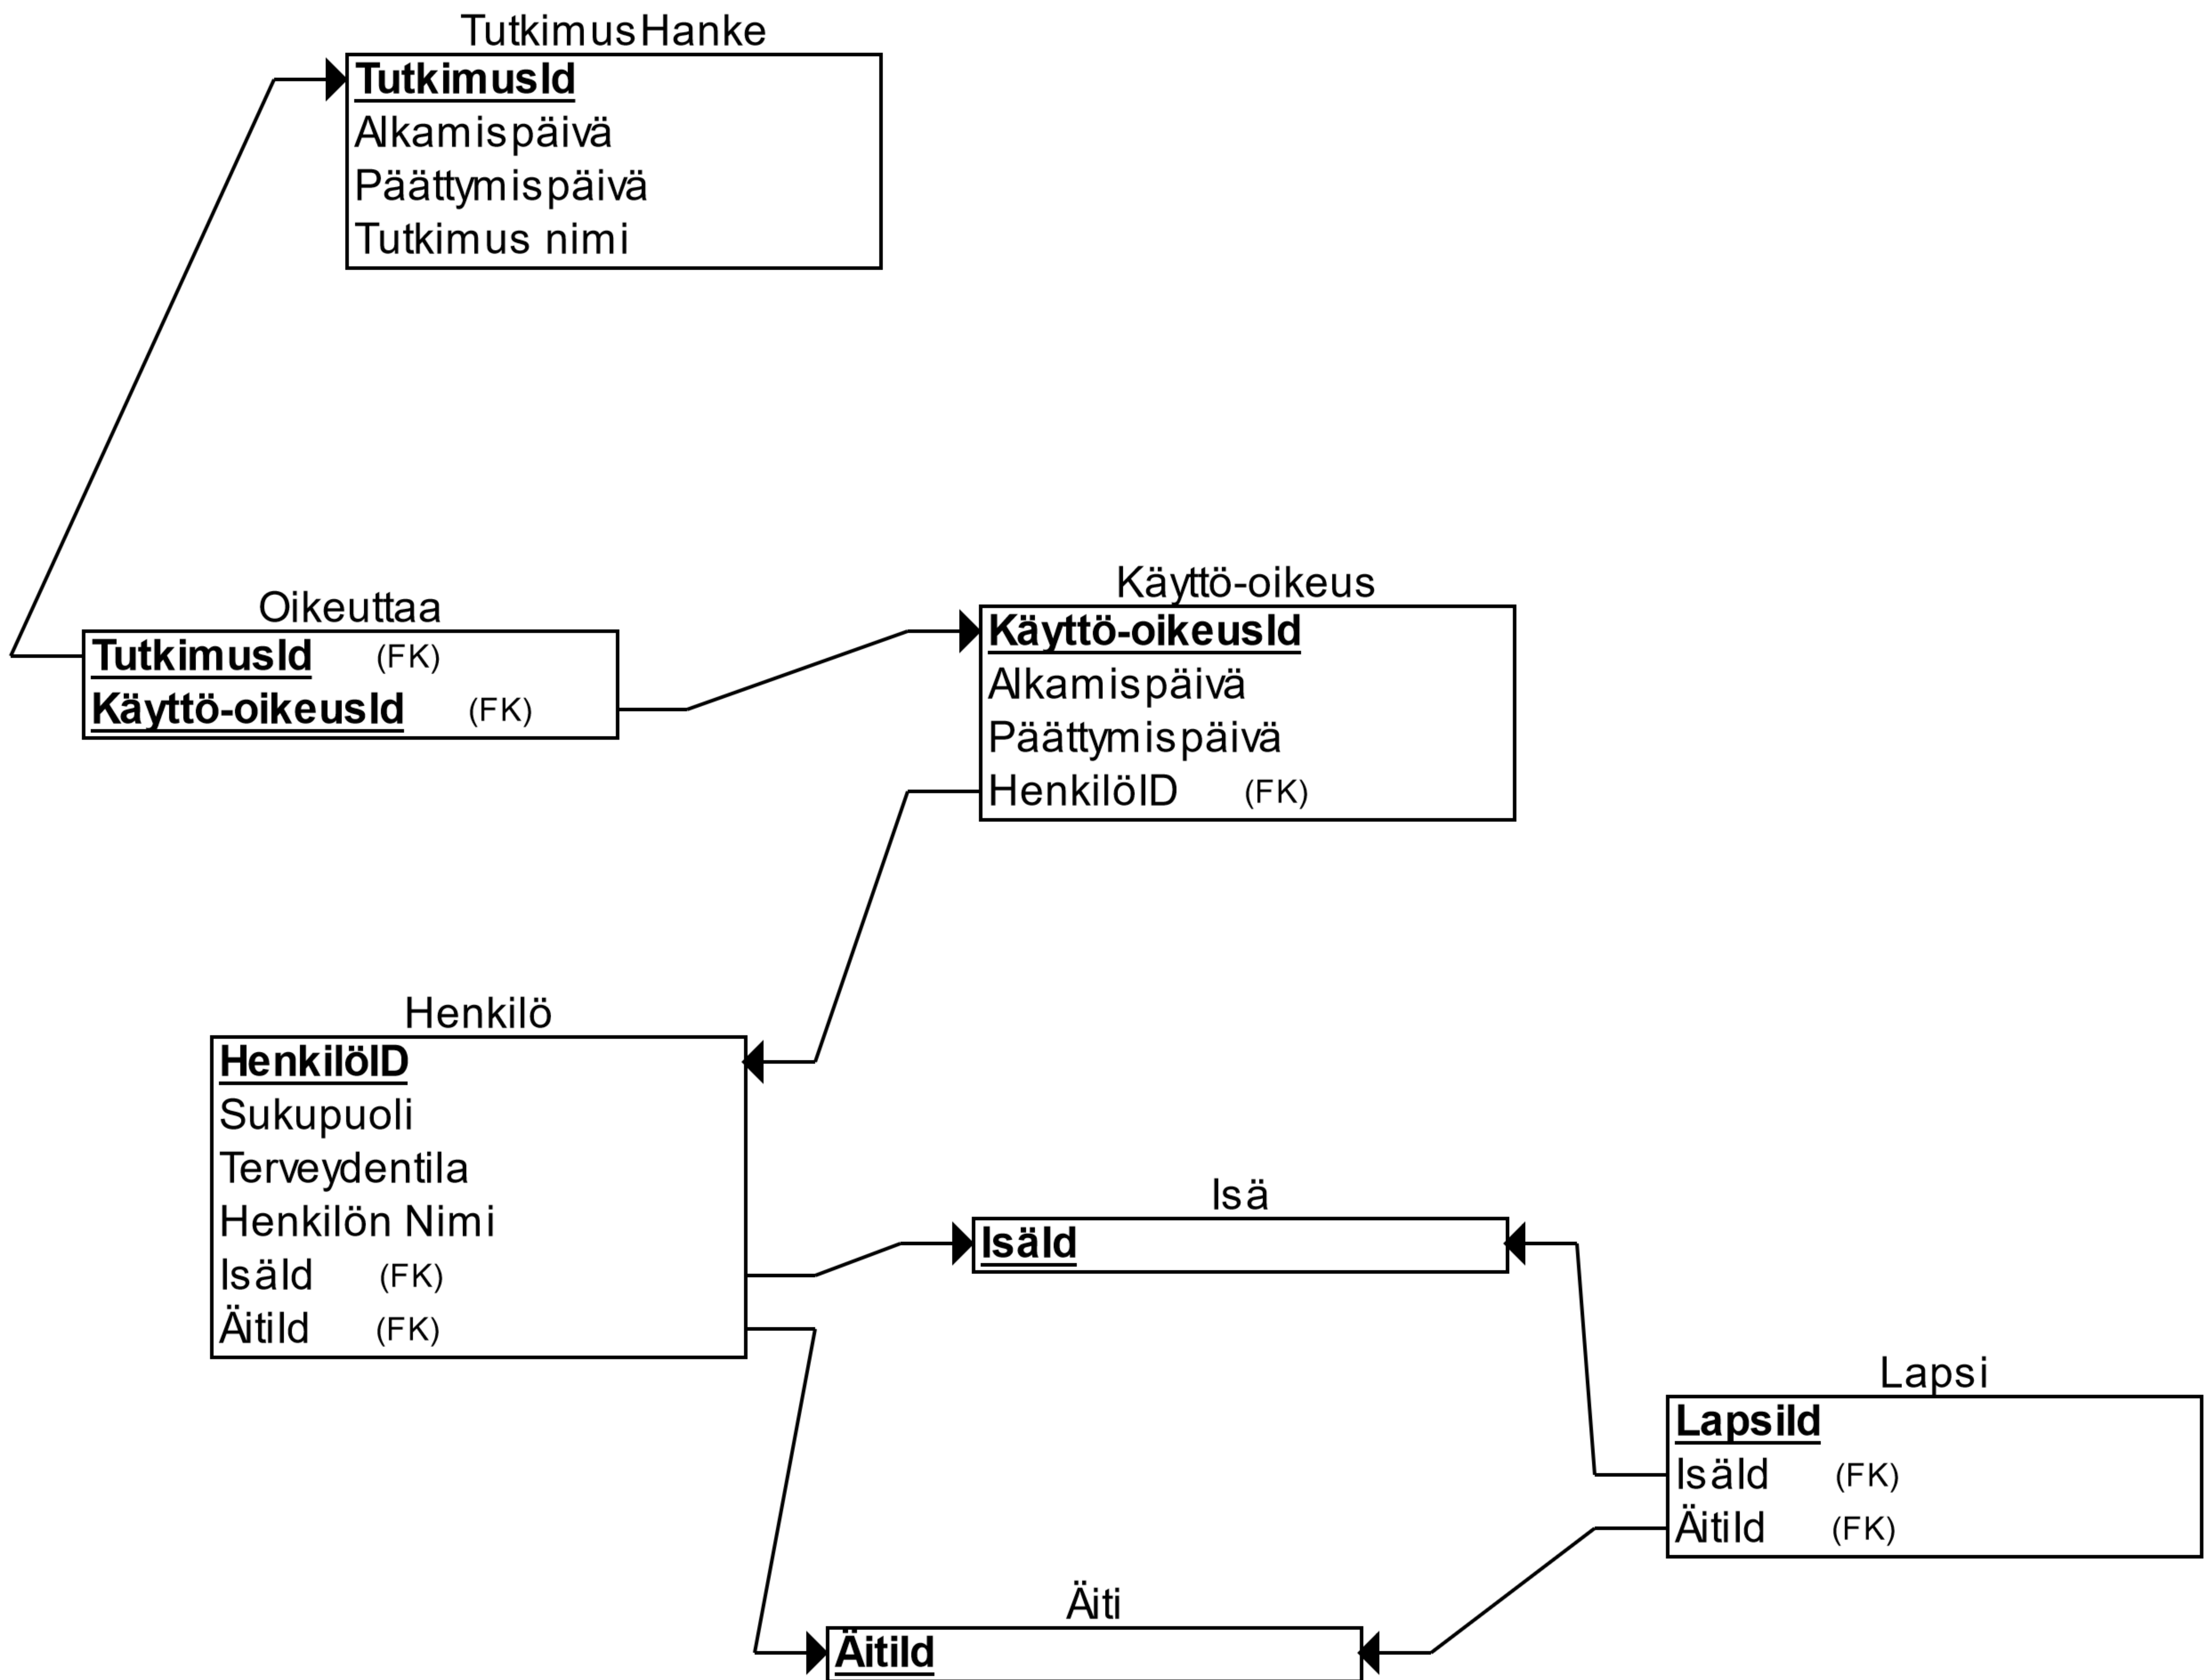 TutkimusHanke
TutkimusId
Alkamispäivä
Päättymispäivä
Tutkimus nimi
Oikeuttaa
TutkimusId (FK)
Käyttö-oikeusId (FK)
Käyttö-oikeus
Käyttö-oikeusId
Alkamispäivä
Päättymispäivä
HenkilöID (FK)
Henkilö
HenkilöID
Sukupuoli
Terveydentila
Henkilön Nimi
IsäId (FK)
ÄitiId (FK)
Isä
IsäId
Lapsi
LapsiId
IsäId (FK)
ÄitiId (FK)
Äiti
ÄitiId